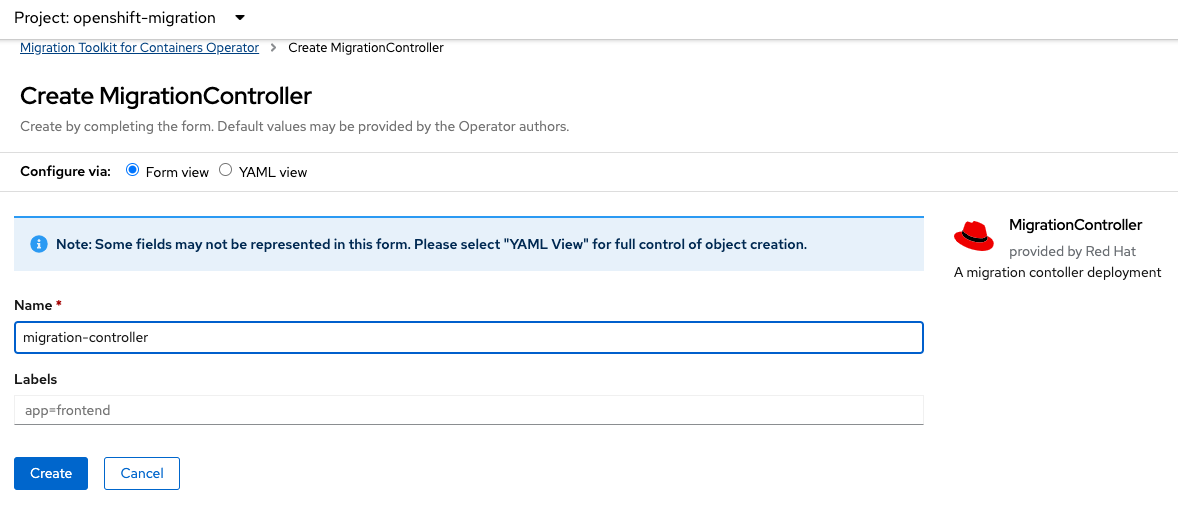 Project: openshift-migration
Migration Toolkit for Containers Operator > Create MigrationController
Create MigrationController
Create by completing the form. Default values may be provided by the Operator authors.
Configure via: Form view YAML view
Note: Some fields may not be represented in this form. Please select "YAML View" for full control of object creation.
MigrationController
provided by Red Hat
A migration contoller deployment
Name *
migration-controller
Labels
app=frontend
Create Cancel